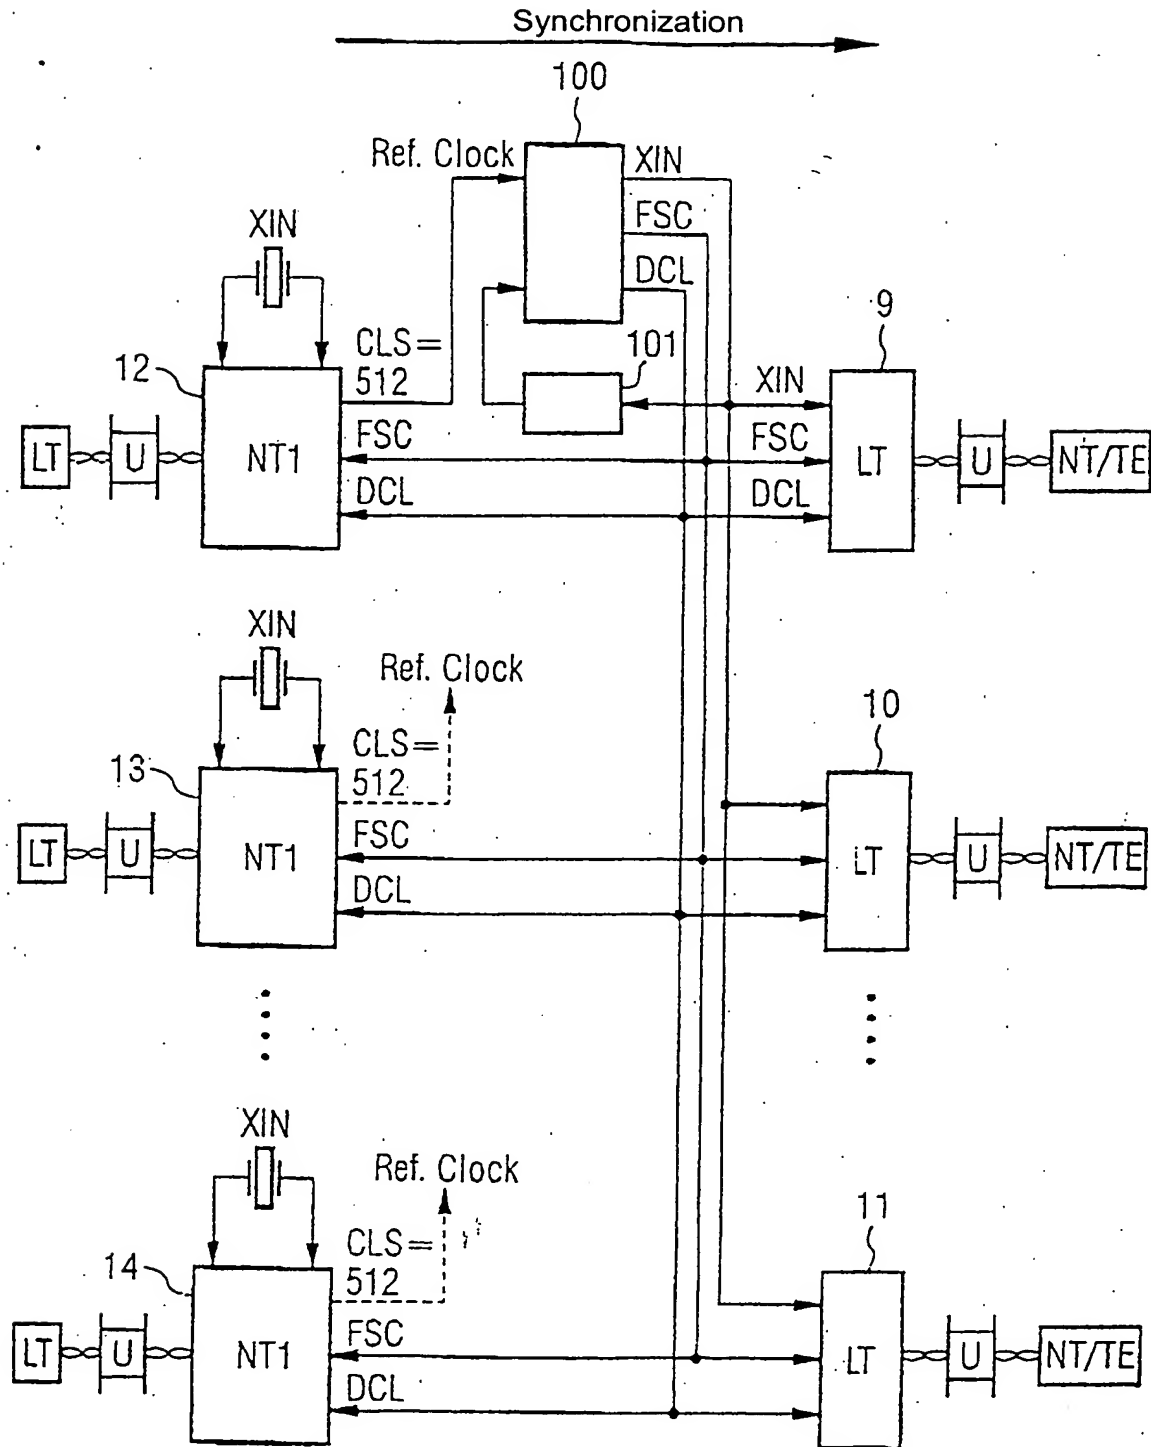 Synchronization
100
Ref. Clock
XIN
FSC
DCL
XIN
CLS=
512
101
9
12
XIN
LT
U
NT1
FSC
FSC
LT
U
NT/TE
DCL
DCL
XIN
Ref. Clock
10
CLS=
512
13
LT
U
NT1
FSC
LT
U
NT/TE
DCL
XIN
Ref. Clock
11
CLS=
512
14
LT
U
NT1
FSC
LT
U
NT/TE
DCL